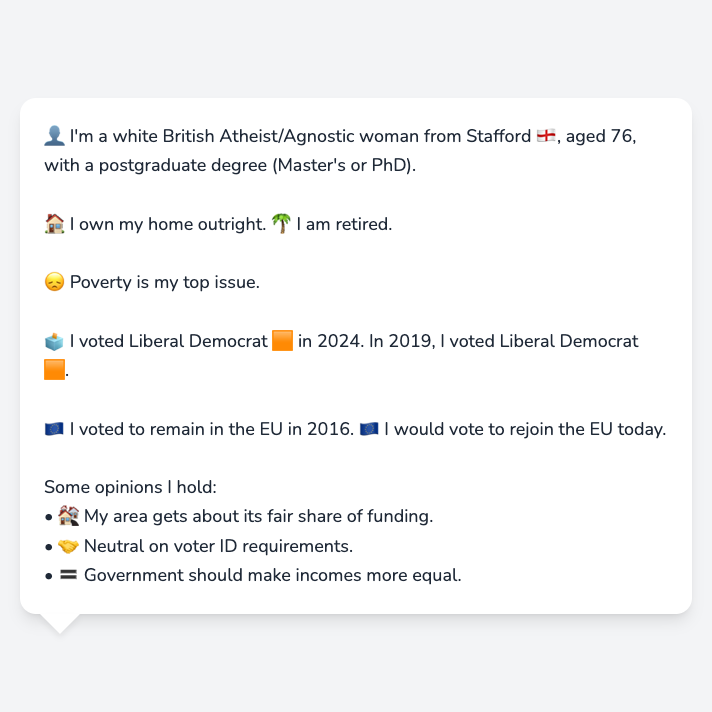 👤 I'm a white British Atheist/Agnostic woman from Stafford 🏴󠁧󠁢󠁥󠁮󠁧󠁿, aged 76,
with a postgraduate degree (Master's or PhD).
🏠 I own my home outright. 🌴 I am retired.
😞 Poverty is my top issue.
🗳️ I voted Liberal Democrat 🟧 in 2024. In 2019, I voted Liberal Democrat
🟧.
🇪🇺 I voted to remain in the EU in 2016. 🇪🇺 I would vote to rejoin the EU today.
Some opinions I hold:
• 🏘️ My area gets about its fair share of funding.
• 🤝 Neutral on voter ID requirements.
• 🟰 Government should make incomes more equal.